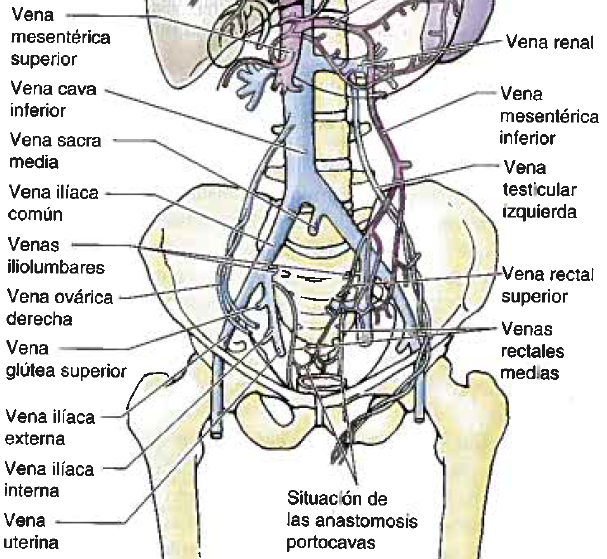 Vena
mesentérica
superior
Vena cava
inferior
Vena sacra
media
Vena ilíaca
común
Venas
iliolumbares
Vena ovárica
derecha
Vena
glútea superior
Vena ilíaca
externa
Vena ilíaca
interna
Vena
uterina
Vena renal
Vena
mesentérica
inferior
Vena
testicular
izquierda
Vena rectal
superior
Venas
rectales
medias
Situación de
las anastomosis
portocavas